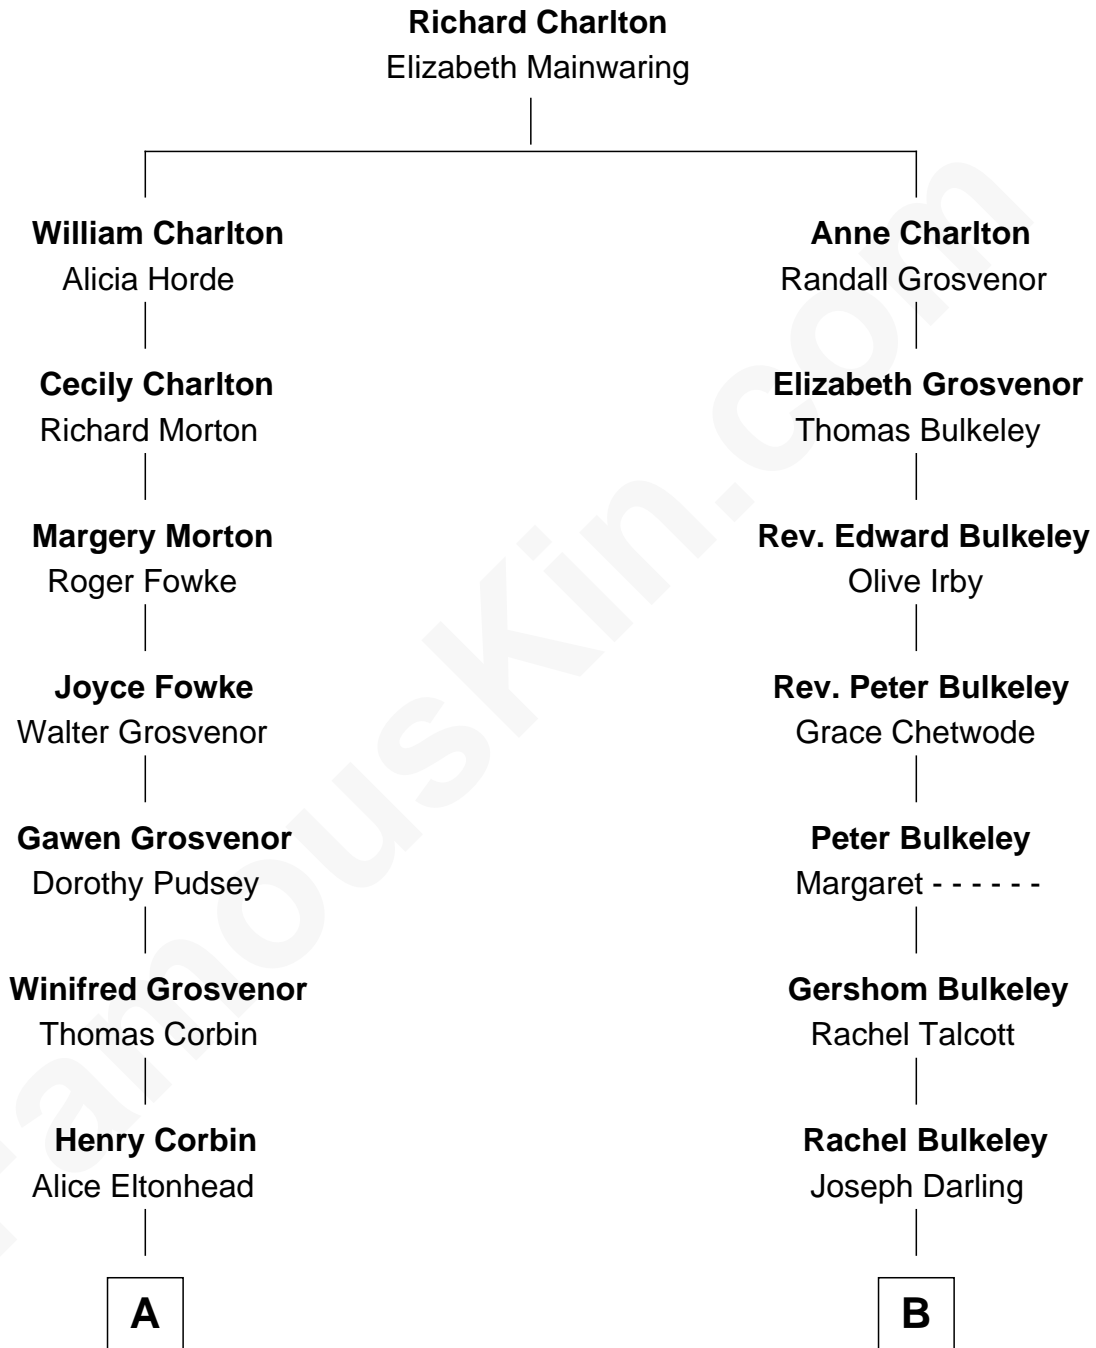 Richard Charlton
Elizabeth Mainwaring
William Charlton
Alicia Horde
Cecily Charlton
Richard Morton
Margery Morton
Roger Fowke
Joyce Fowke
Walter Grosvenor
Gawen Grosvenor
Dorothy Pudsey
Winifred Grosvenor
Thomas Corbin
Henry Corbin
Alice Eltonhead
A
Anne Charlton
Randall Grosvenor
Elizabeth Grosvenor
Thomas Bulkeley
Rev. Edward Bulkeley
Olive Irby
Rev. Peter Bulkeley
Grace Chetwode
Peter Bulkeley
Margaret - - - - - -
Gershom Bulkeley
Rachel Talcott
Rachel Bulkeley
Joseph Darling
B
FamousKin.com